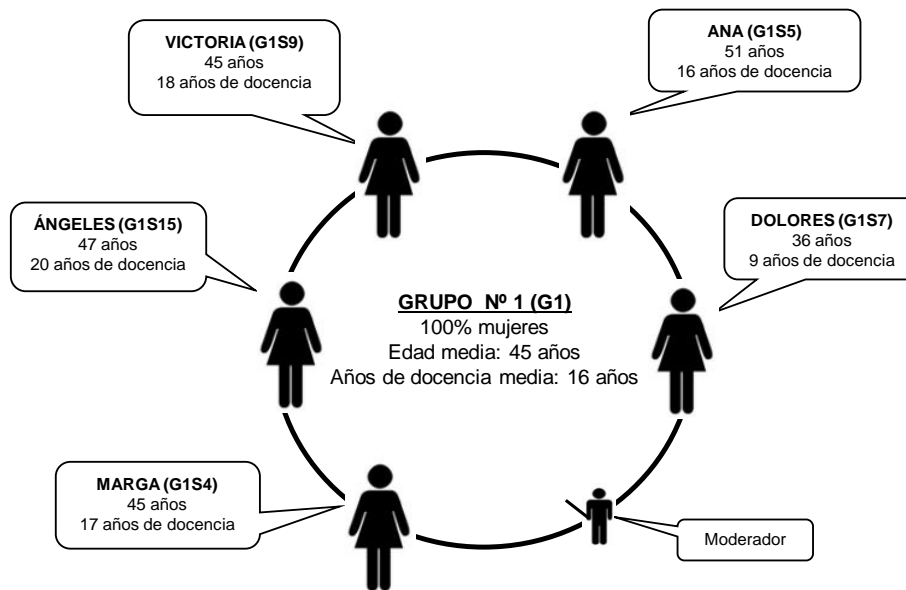 VICTORIA (G1S9)
45 años
18 años de docencia
ANA (G1S5)
51 años
16 años de docencia
ÁNGELES (G1S15)
47 años
20 años de docencia
DOLORES (G1S7)
36 años
9 años de docencia
GRUPO Nº 1 (G1)
100% mujeres
Edad media: 45 años
Años de docencia media: 16 años
MARGA (G1S4)
45 años
17 años de docencia
Moderador